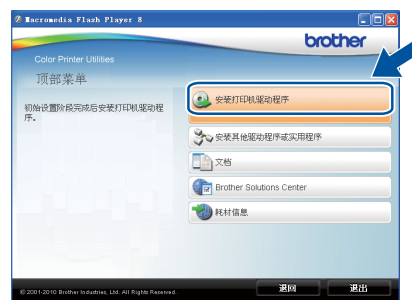 Macromedia Flash Player 8
brother
Color Printer Utilities
顶部菜单
初始设置阶段完成后安装打印机驱动程
序。
安装打印机驱动程序
安装其他驱动程序或实用程序
文档
Brother Solutions Center
耗材信息
© 2001-2010 Brother Industries, Ltd. All Rights Reserved.
退回
退出